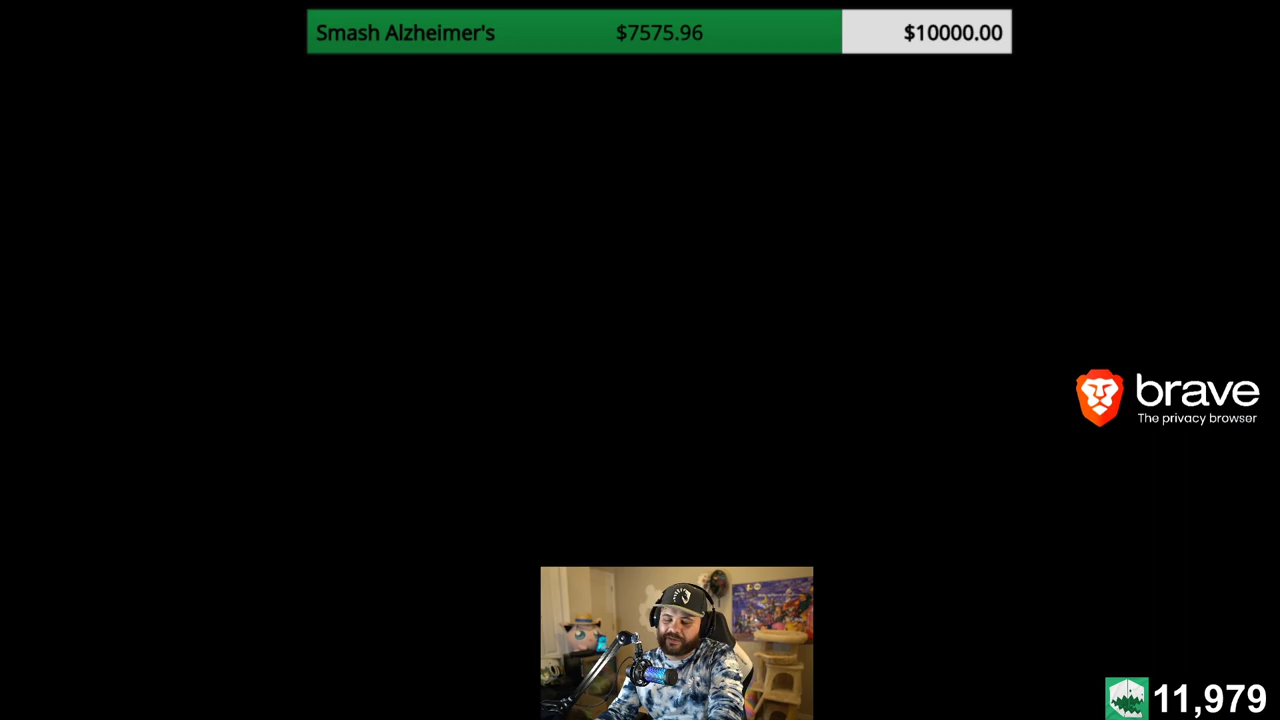 Smash Alzheimer's $7575.96 $10000.00
brave
The privacy browser
11,979